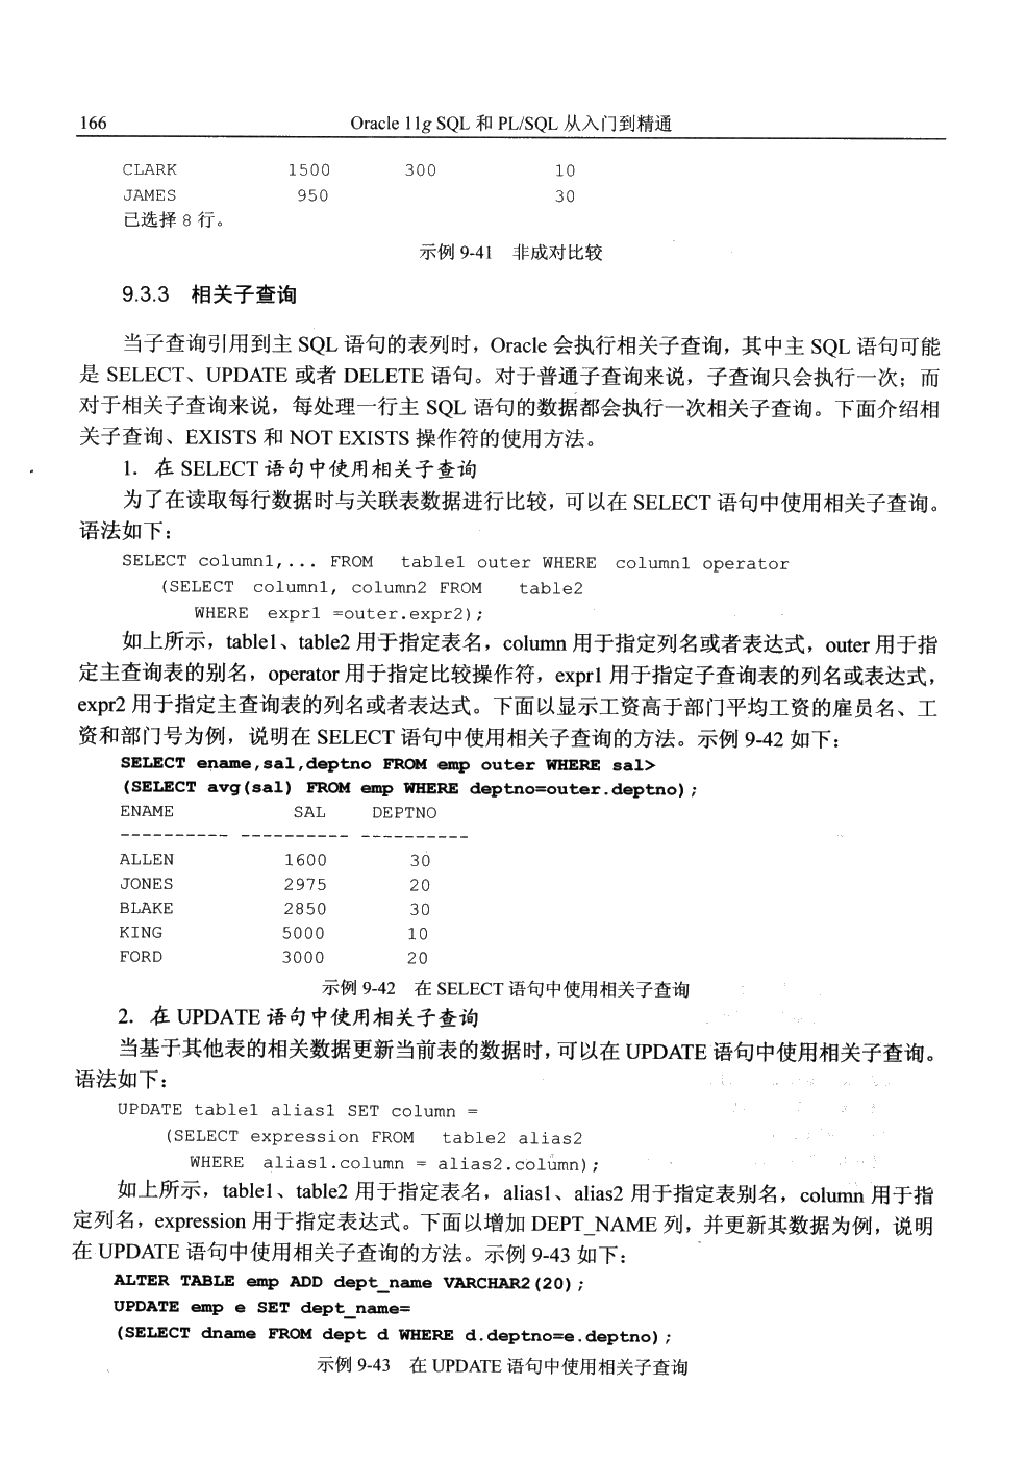 166 Oracle 11g SQL 和 PL/SQL 从入门到精通
CLARK 1500 300 10
JAMES 950 30
已选择 8 行。
示例 9-41 非成对比较
9.3.3 相关子查询
当子查询引用到主 SQL 语句的表列时，Oracle 会执行相关子查询，其中主 SQL 语句可能
是 SELECT、UPDATE 或者 DELETE 语句。对于普通子查询来说，子查询只会执行一次；而
对于相关子查询来说，每处理一行主 SQL 语句的数据都会执行一次相关子查询。下面介绍相
关子查询、EXISTS 和 NOT EXISTS 操作符的使用方法。
1. 在 SELECT 语句中使用相关子查询
为了在读取每行数据时与关联表数据进行比较，可以在 SELECT 语句中使用相关子查询。
语法如下：
SELECT column1,... FROM table1 outer WHERE column1 operator
(SELECT column1, column2 FROM table2
WHERE expr1 =outer.expr2);
如上所示，table1、table2 用于指定表名，column 用于指定列名或者表达式，outer 用于指
定主查询表的别名，operator 用于指定比较操作符，expr1 用于指定子查询表的列名或表达式，
expr2 用于指定主查询表的列名或者表达式。下面以显示工资高于部门平均工资的雇员名、工
资和部门号为例，说明在 SELECT 语句中使用相关子查询的方法。示例 9-42 如下：
SELECT ename,sal,deptno FROM emp outer WHERE sal>
(SELECT avg(sal) FROM emp WHERE deptno=outer.deptno);
ENAME SAL DEPTNO
---------- ---------- ----------
ALLEN 1600 30
JONES 2975 20
BLAKE 2850 30
KING 5000 10
FORD 3000 20
示例 9-42 在 SELECT 语句中使用相关子查询
2. 在 UPDATE 语句中使用相关子查询
当基于其他表的相关数据更新当前表的数据时，可以在 UPDATE 语句中使用相关子查询。
语法如下：
UPDATE table1 alias1 SET column =
(SELECT expression FROM table2 alias2
WHERE alias1.column = alias2.column);
如上所示，table1、table2 用于指定表名，alias1、alias2 用于指定表别名，column 用于指
定列名，expression 用于指定表达式。下面以增加 DEPT_NAME 列，并更新其数据为例，说明
在 UPDATE 语句中使用相关子查询的方法。示例 9-43 如下：
ALTER TABLE emp ADD dept_name VARCHAR2(20);
UPDATE emp e SET dept_name=
(SELECT dname FROM dept d WHERE d.deptno=e.deptno);
示例 9-43 在 UPDATE 语句中使用相关子查询